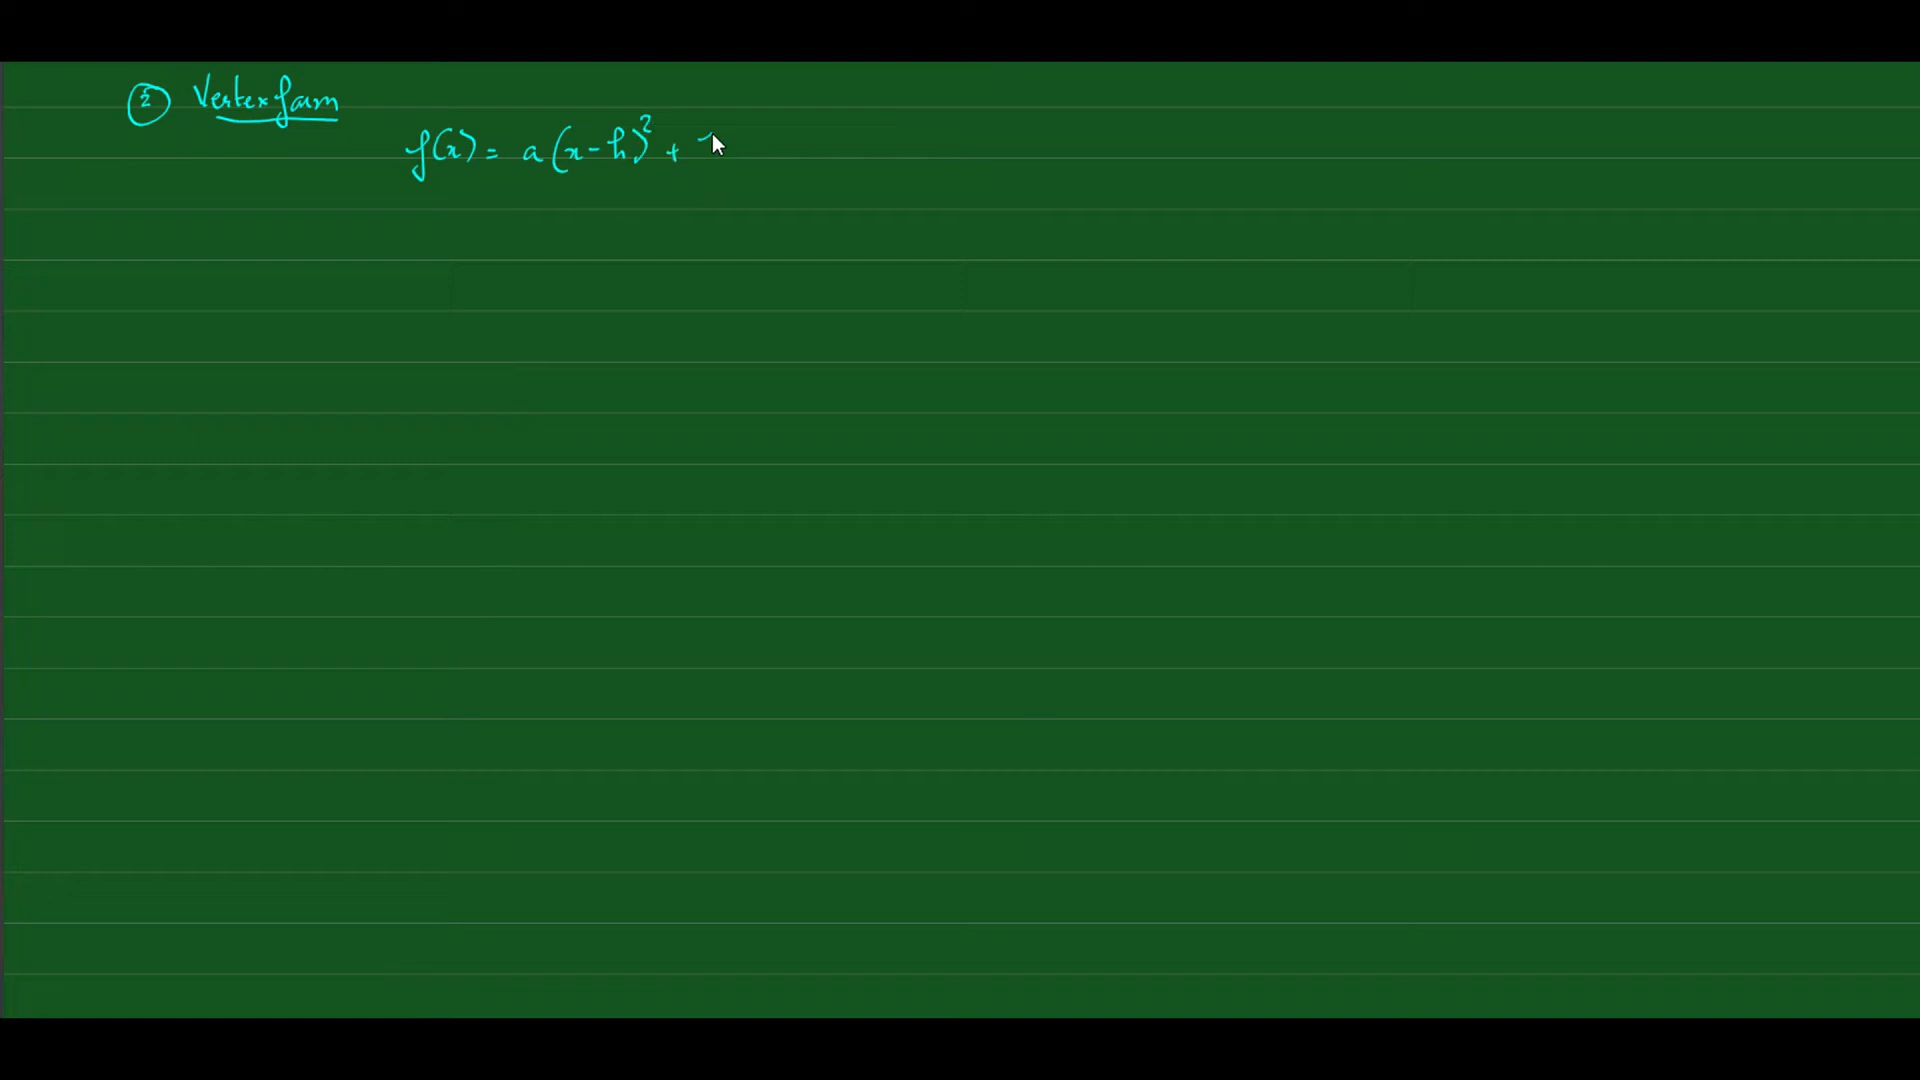 ② Vertex form
f(x) = a(x-h)² +